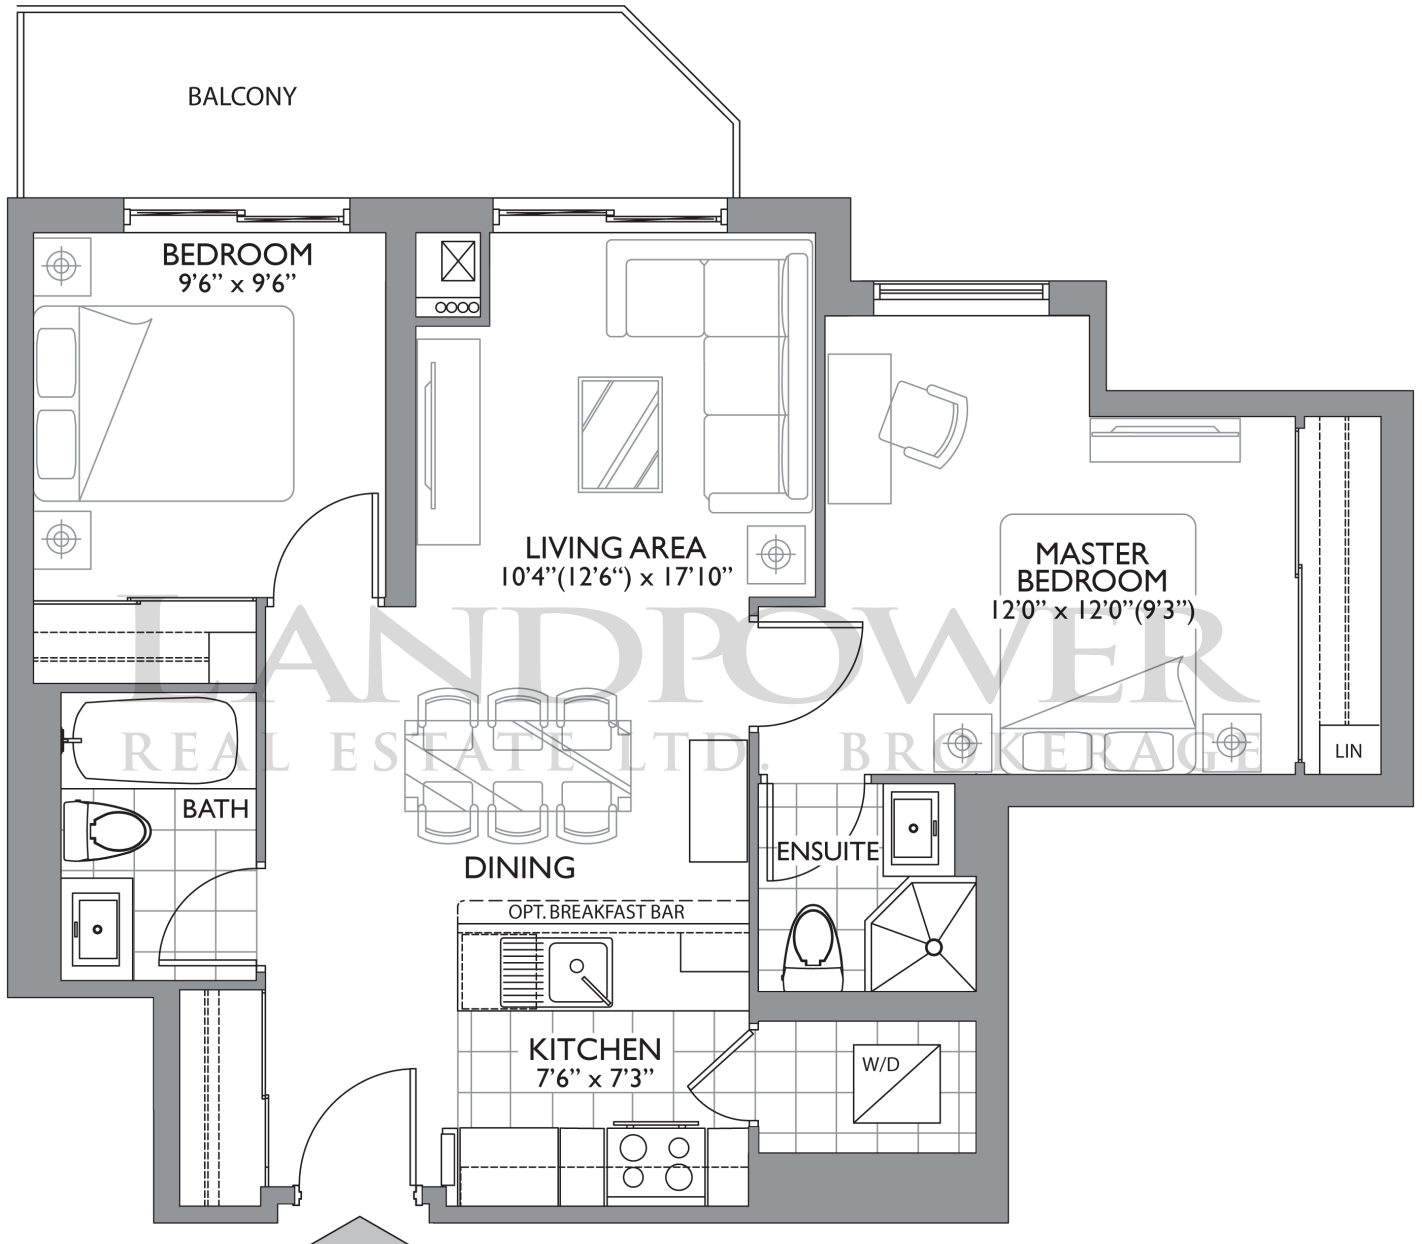 BALCONY
BEDROOM
9'6" x 9'6"
LIVING AREA
10'4"(12'6") x 17'10"
MASTER
BEDROOM
12'0" x 12'0"(9'3")
LANDPOWER
REAL ESTATE LTD. BROKERAGE
LIN
BATH
DINING
ENSUITE
OPT. BREAKFAST BAR
KITCHEN
7'6" x 7'3"
W/D